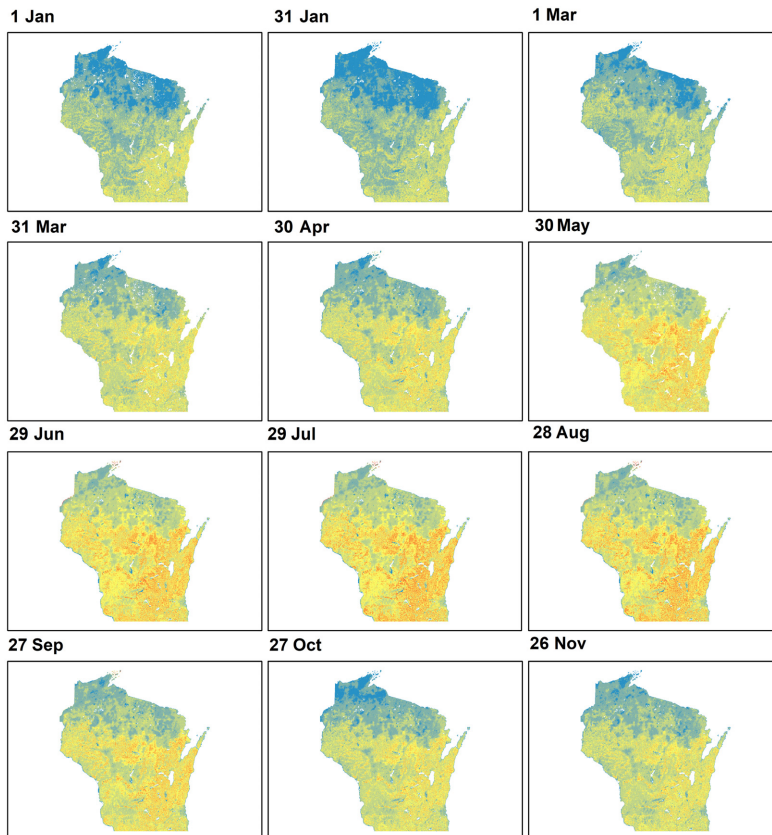 1 Jan
31 Jan
1 Mar
31 Mar
30 Apr
30 May
29 Jun
29 Jul
28 Aug
27 Sep
27 Oct
26 Nov